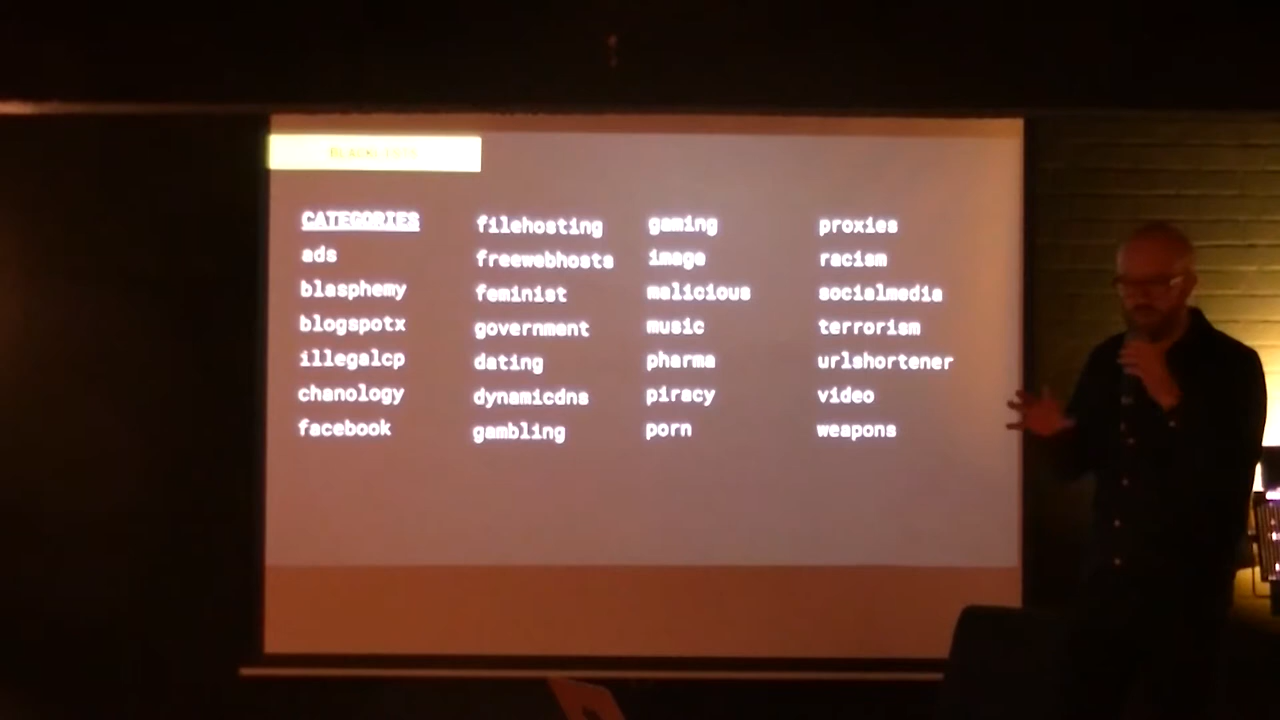 CATEGORIES
ads
blasphemy
blogspotx
illegalcp
chanology
facebook
filehosting
freewebhosts
feminist
government
dating
dynamicdns
gambling
gaming
image
malicious
music
pharma
piracy
porn
proxies
racism
socialmedia
terrorism
urlshortener
video
weapons